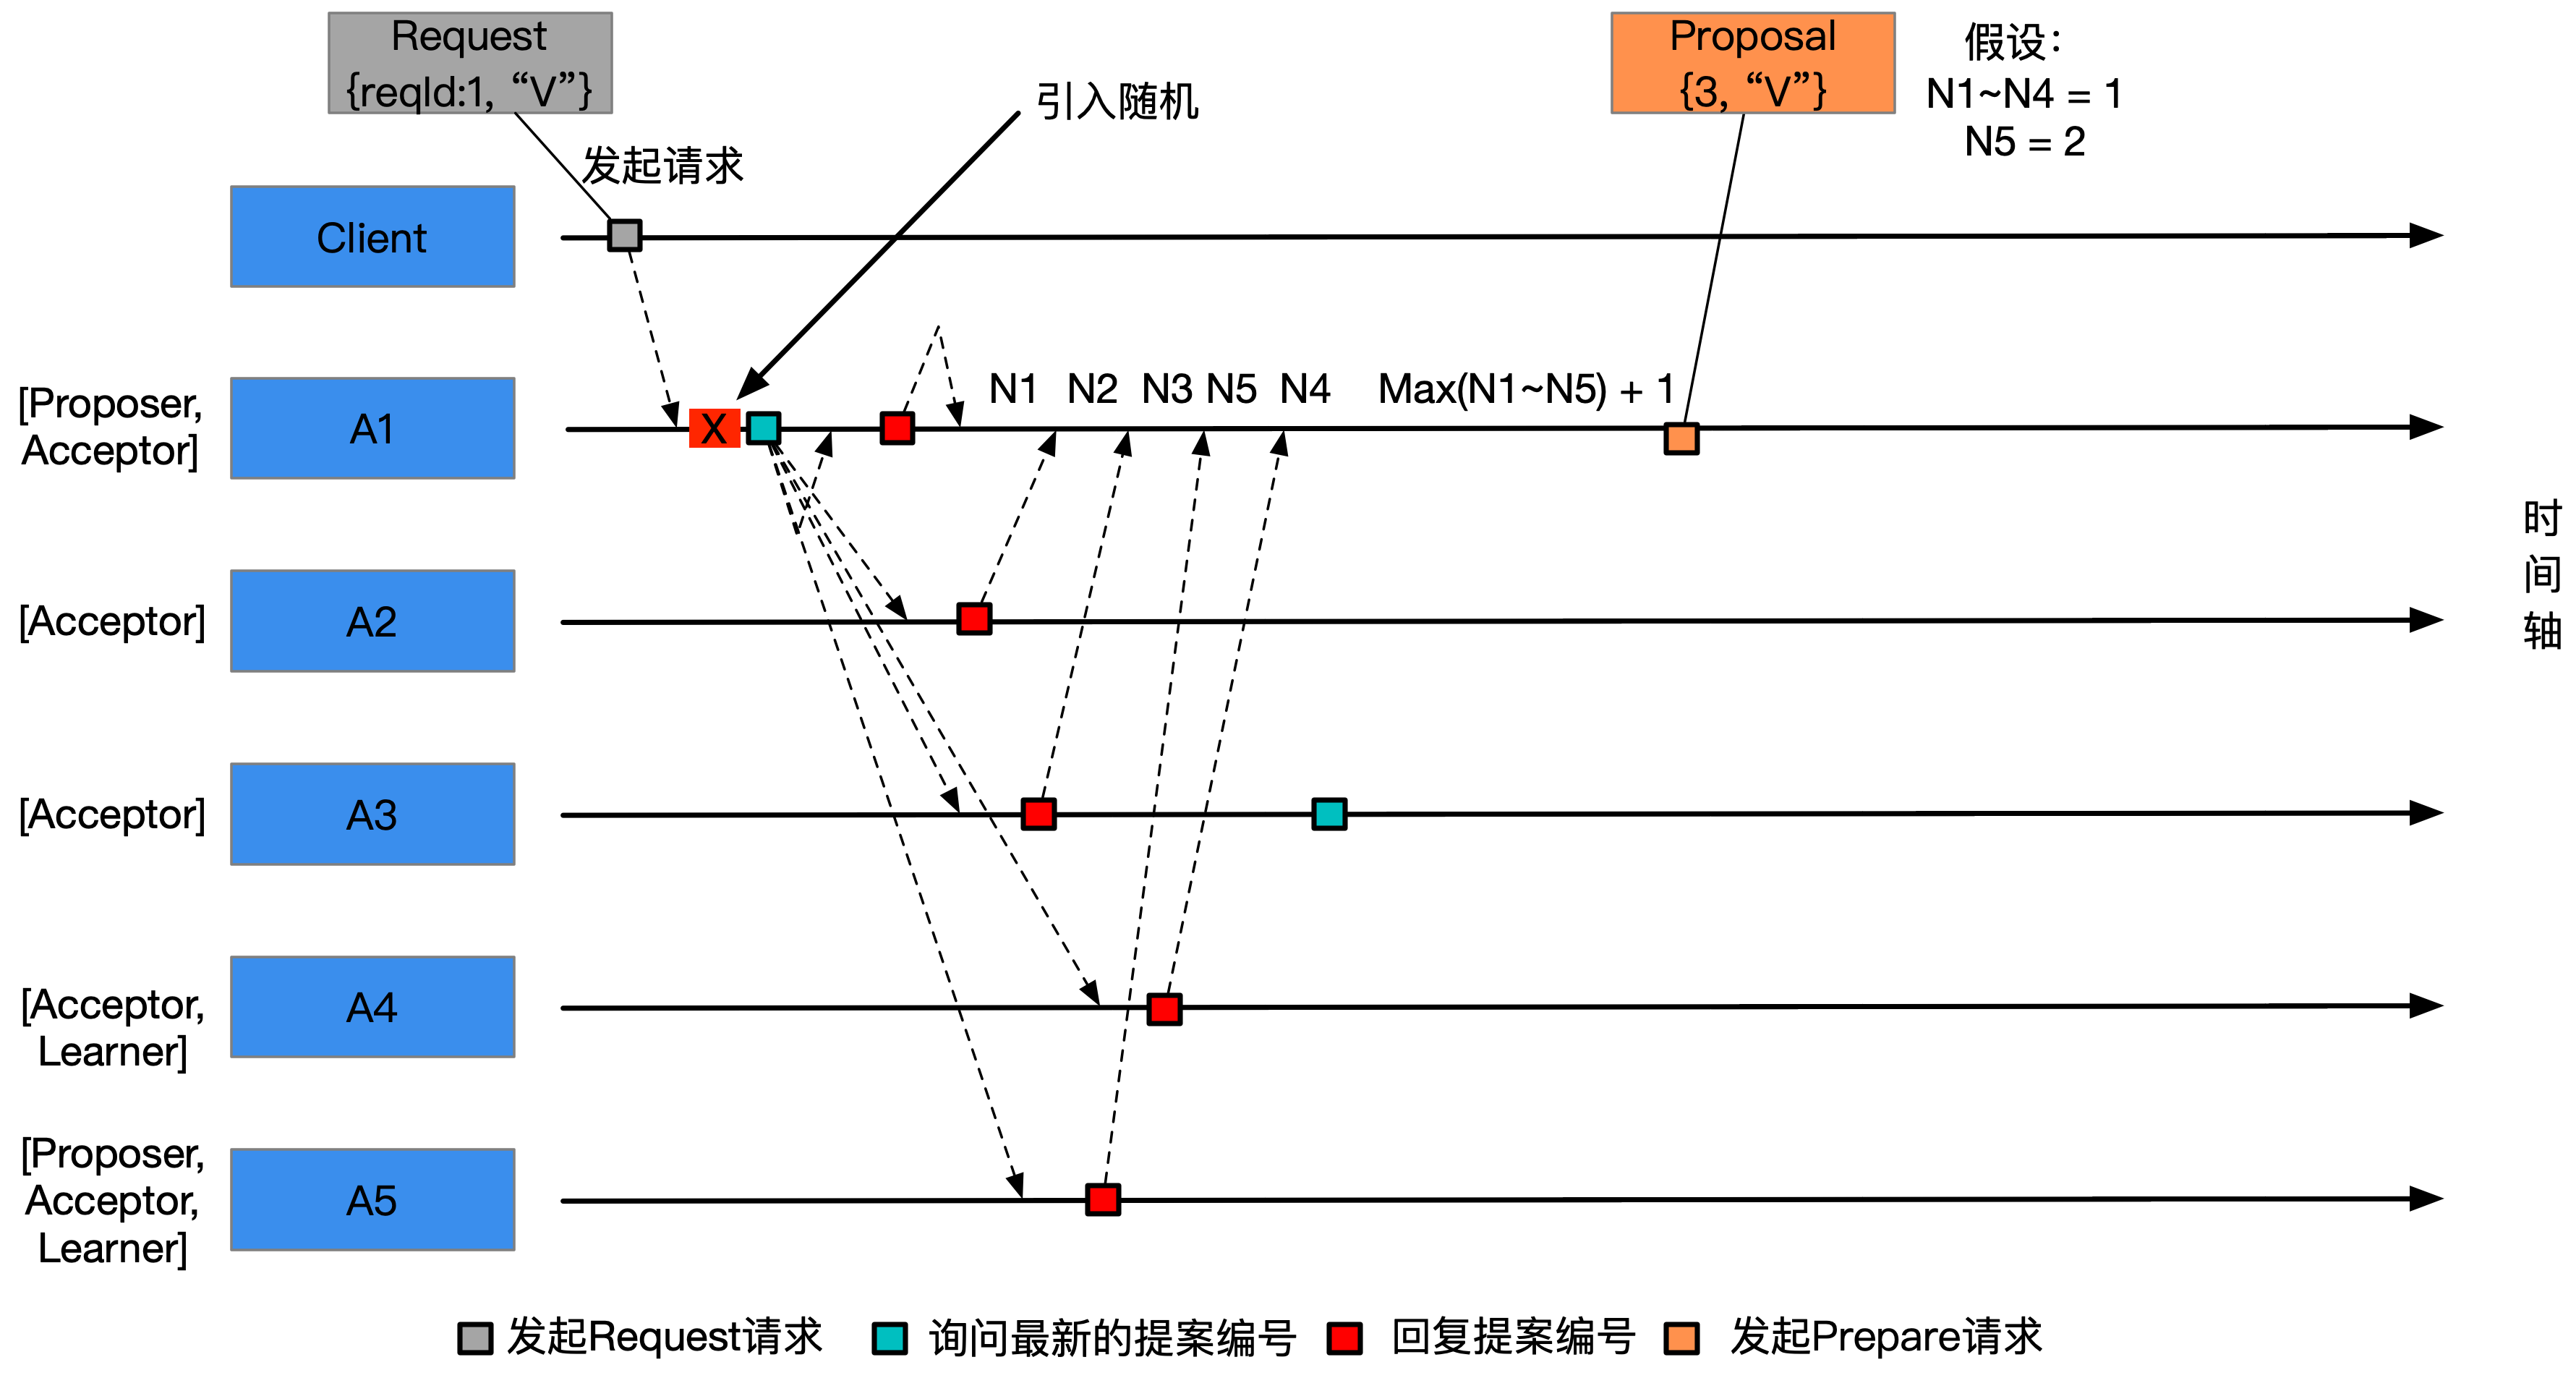 Request
{reqId:1, “V”}
Proposal
{3, “V”}
假设：
N1~N4 = 1
N5 = 2
引入随机
发起请求
Client
[Proposer,
Acceptor]
A1
X
N1
N2
N3
N5
N4
Max(N1~N5) + 1
时
间
轴
[Acceptor]
A2
[Acceptor]
A3
[Acceptor,
Learner]
A4
[Proposer,
Acceptor,
Learner]
A5
发起Request请求
询问最新的提案编号
回复提案编号
发起Prepare请求